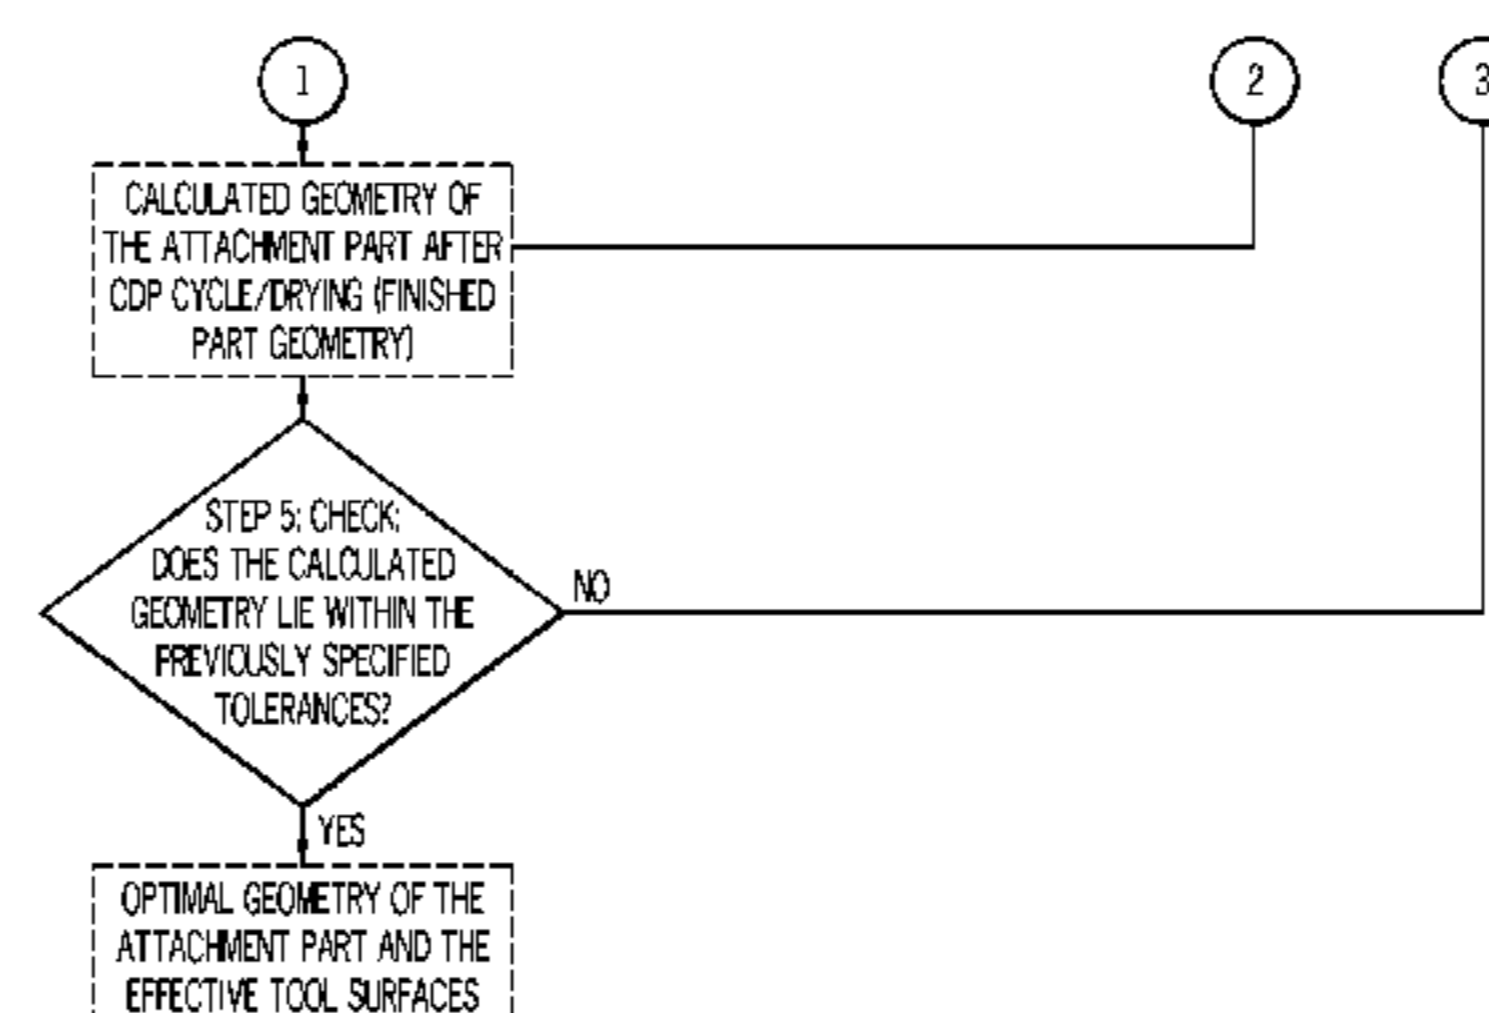 1
2
3
CALCULATED GEOMETRY OF
THE ATTACHMENT PART AFTER
CDP CYCLE/DRYING (FINISHED
PART GEOMETRY)
STEP 5: CHECK:
DOES THE CALCULATED
GEOMETRY LIE WITHIN THE
PREVIOUSLY SPECIFIED
TOLERANCES?
NO
YES
OPTIMAL GEOMETRY OF THE
ATTACHMENT PART AND THE
EFFECTIVE TOOL SURFACES